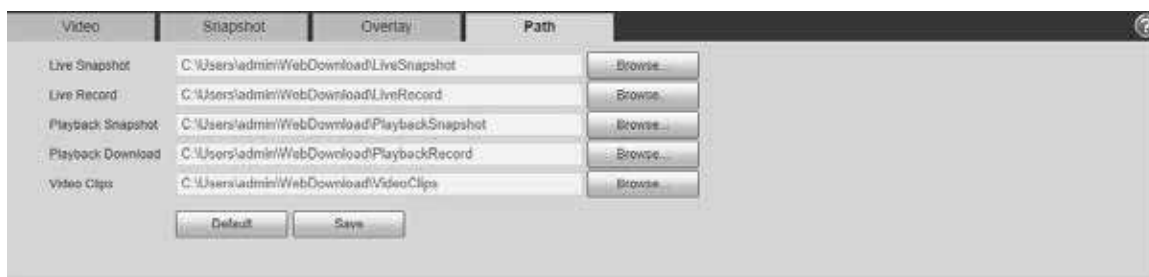 Video Snapshot Overlay Path ?
Live Snapshot C:\Users\admin\WebDownload\LiveSnapshot Browse...
Live Record C:\Users\admin\WebDownload\LiveRecord Browse...
Playback Snapshot C:\Users\admin\WebDownload\PlaybackSnapshot Browse...
Playback Download C:\Users\admin\WebDownload\PlaybackRecord Browse...
Video Clips C:\Users\admin\WebDownload\VideoClips Browse...
Default Save